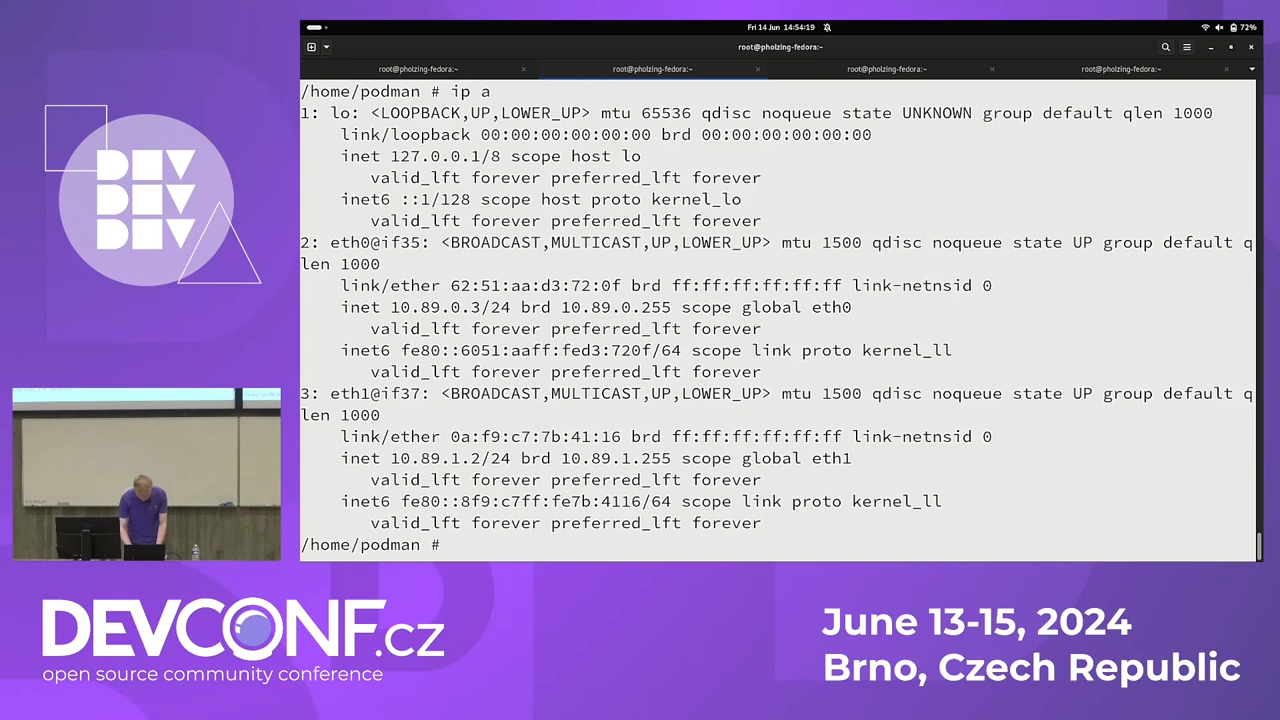 Fri 14 Jun 14:54:19
72%
root@pholzing-fedora:~
root@pholzing-fedora:~ × root@pholzing-fedora:~ × root@pholzing-fedora:~ × root@pholzing-fedora:~ ×
/home/podman # ip a
1: lo: <LOOPBACK,UP,LOWER_UP> mtu 65536 qdisc noqueue state UNKNOWN group default qlen 1000
link/loopback 00:00:00:00:00:00 brd 00:00:00:00:00:00
inet 127.0.0.1/8 scope host lo
valid_lft forever preferred_lft forever
inet6 ::1/128 scope host proto kernel_lo
valid_lft forever preferred_lft forever
2: eth0@if35: <BROADCAST,MULTICAST,UP,LOWER_UP> mtu 1500 qdisc noqueue state UP group default q
len 1000
link/ether 62:51:aa:d3:72:0f brd ff:ff:ff:ff:ff:ff link-netnsid 0
inet 10.89.0.3/24 brd 10.89.0.255 scope global eth0
valid_lft forever preferred_lft forever
inet6 fe80::6051:aaff:fed3:720f/64 scope link proto kernel_ll
valid_lft forever preferred_lft forever
3: eth1@if37: <BROADCAST,MULTICAST,UP,LOWER_UP> mtu 1500 qdisc noqueue state UP group default q
len 1000
link/ether 0a:f9:c7:7b:41:16 brd ff:ff:ff:ff:ff:ff link-netnsid 0
inet 10.89.1.2/24 brd 10.89.1.255 scope global eth1
valid_lft forever preferred_lft forever
inet6 fe80::8f9:c7ff:fe7b:4116/64 scope link proto kernel_ll
valid_lft forever preferred_lft forever
/home/podman #
DEV
DEV
DEV
DEVCONF.cz
open source community conference
June 13-15, 2024
Brno, Czech Republic